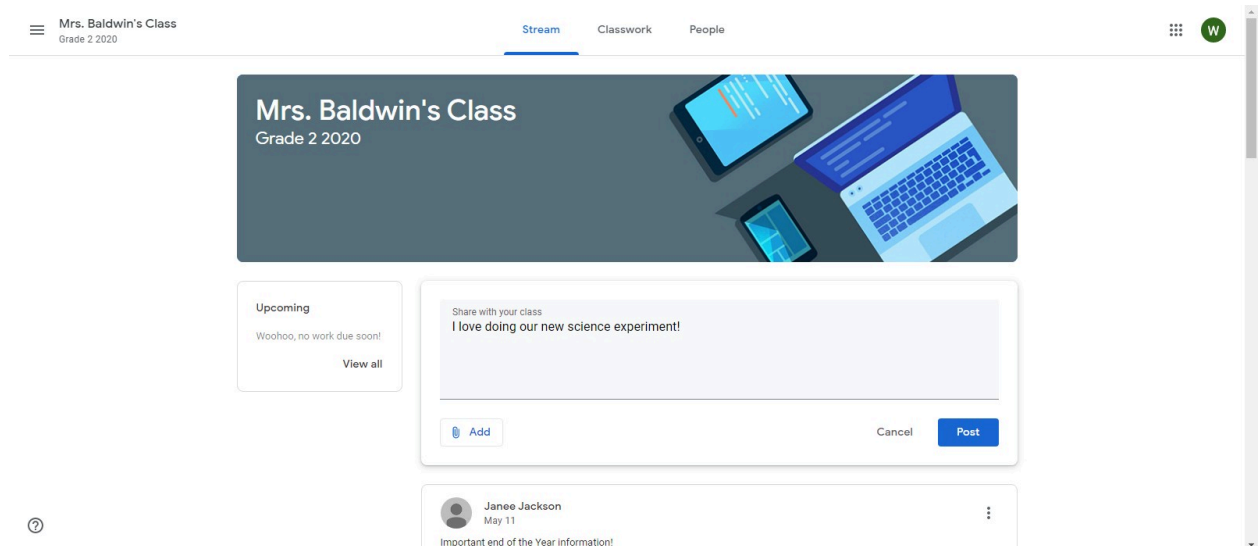 Mrs. Baldwin's Class
Grade 2 2020
Stream
Classwork
People
W
Mrs. Baldwin's Class
Grade 2 2020
Upcoming
Woohoo, no work due soon!
View all
Share with your class
I love doing our new science experiment!
Add
Cancel
Post
Janee Jackson
May 11
Important end of the Year information!